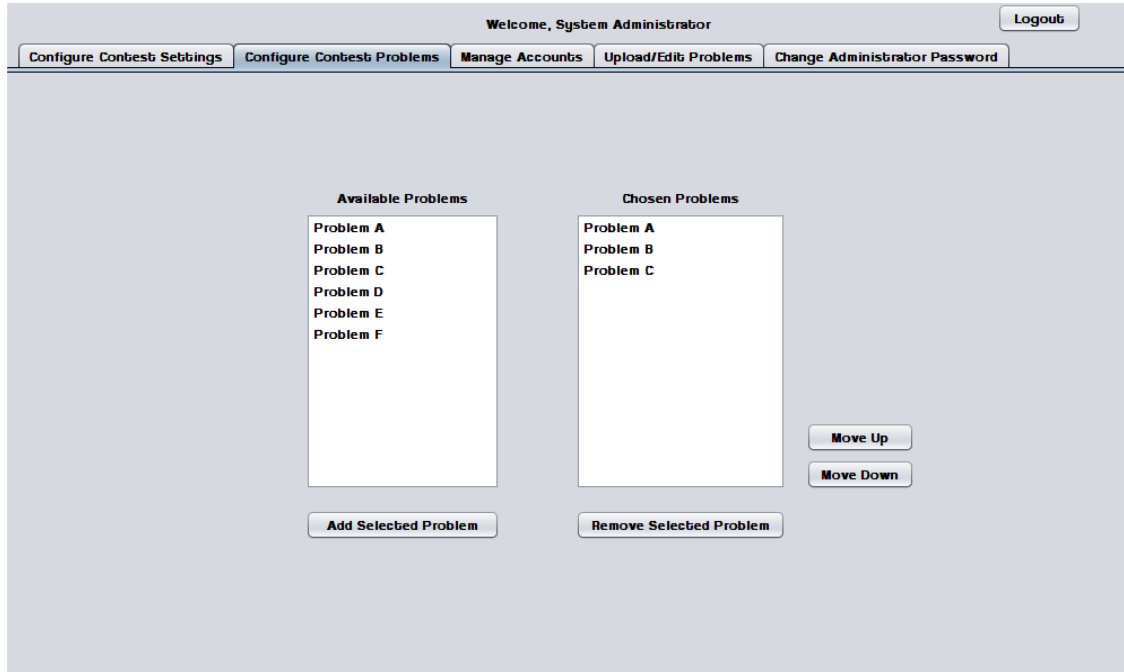 Welcome, System Administrator
Logout
Configure Contest Settings
Configure Contest Problems
Manage Accounts
Upload/Edit Problems
Change Administrator Password
Available Problems
Problem A
Problem B
Problem C
Problem D
Problem E
Problem F
Add Selected Problem
Chosen Problems
Problem A
Problem B
Problem C
Remove Selected Problem
Move Up
Move Down